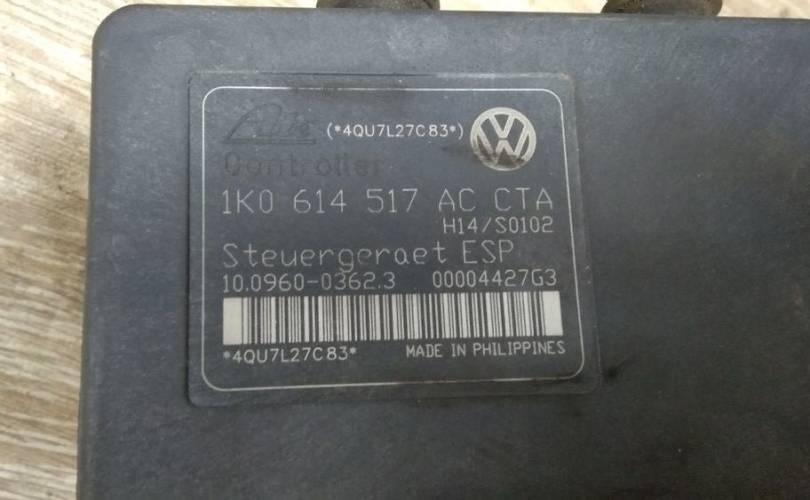 Ate (*4QU7L27C83*)
Controller
1K0 614 517 AC CTA
H14/S0102
Steuergeraet ESP
10.0960-0362.3 00004427G3
*4QU7L27C83* MADE IN PHILIPPINES